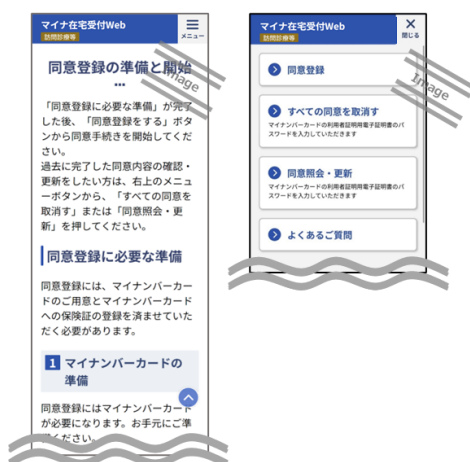 マイナ在宅受付Web
訪問診療等
メニュー
同意登録の準備と開始
Image
「同意登録に必要な準備」が完了
した後、「同意登録をする」ボタ
ンから同意手続きを開始してくだ
さい。
過去に完了した同意内容の確認・
更新をしたい方は、右上のメニュ
ーボタンから、「すべての同意を
取消す」または「同意照会・更
新」を押してください。
同意登録に必要な準備
同意登録には、マイナンバーカー
ドのご用意とマイナンバーカード
への保険証の登録を済ませていた
だく必要があります。
1 マイナンバーカードの
準備
同意登録にはマイナンバーカード
が必要になります。お手元にご準
ください。
マイナ在宅受付Web
訪問診療等
閉じる
Image
同意登録
すべての同意を取消す
マイナンバーカードの利用者証明用電子証明書のパ
スワードを入力していただきます
同意照会・更新
マイナンバーカードの利用者証明用電子証明書のパ
スワードを入力していただきます
よくあるご質問